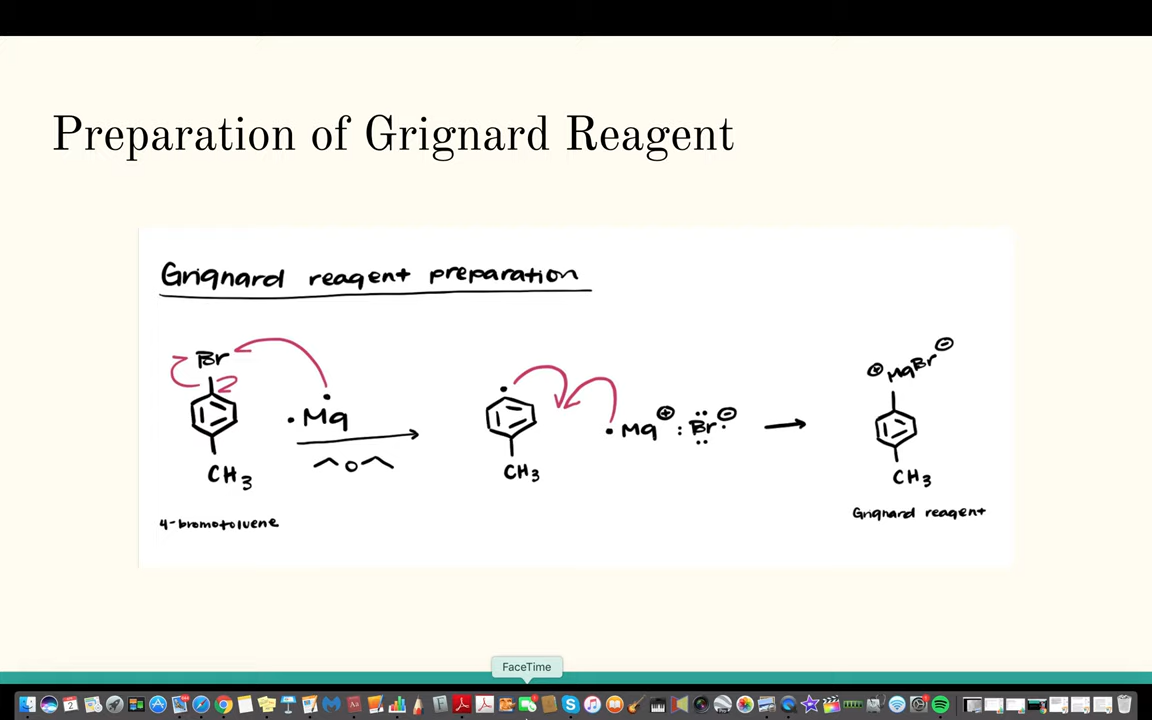 Preparation of Grignard Reagent
Grignard reagent preparation
Br
·Mg
CH3
4-bromotoluene
O
CH3
·Mg⊕ :Br:⊖
⊕MgBr⊖
CH3
Grignard reagent
FaceTime